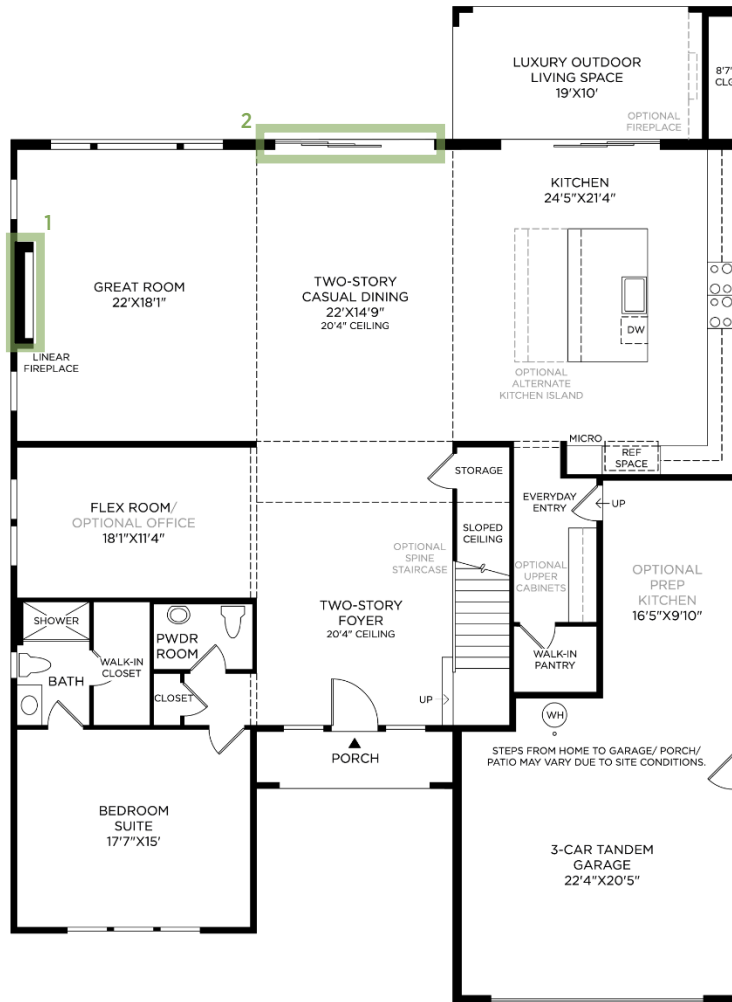 LUXURY OUTDOOR
LIVING SPACE
19'X10'
OPTIONAL
FIREPLACE
8'7"
CLO
2
KITCHEN
24'5"X21'4"
1
GREAT ROOM
22'X18'1"
TWO-STORY
CASUAL DINING
22'X14'9"
20'4" CEILING
DW
LINEAR
FIREPLACE
OPTIONAL
ALTERNATE
KITCHEN ISLAND
MICRO
REF
SPACE
STORAGE
FLEX ROOM/
OPTIONAL OFFICE
18'1"X11'4"
EVERYDAY
ENTRY
UP
SLOPED
CEILING
OPTIONAL
SPINE
STAIRCASE
OPTIONAL
UPPER
CABINETS
OPTIONAL
PREP
KITCHEN
16'5"X9'10"
SHOWER
PWDR
ROOM
TWO-STORY
FOYER
20'4" CEILING
WALK-IN
CLOSET
BATH
WALK-IN
PANTRY
CLOSET
UP
WH
PORCH
STEPS FROM HOME TO GARAGE/ PORCH/
PATIO MAY VARY DUE TO SITE CONDITIONS.
BEDROOM
SUITE
17'7"X15'
3-CAR TANDEM
GARAGE
22'4"X20'5"